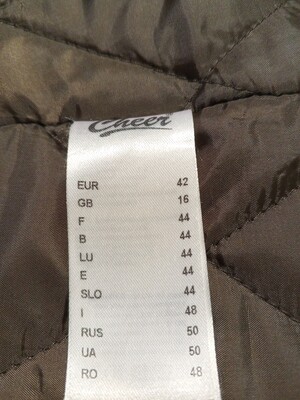 Cheer
EUR 42
GB 16
F 44
B 44
LU 44
E 44
SLO 44
I 48
RUS 50
UA 50
RO 48